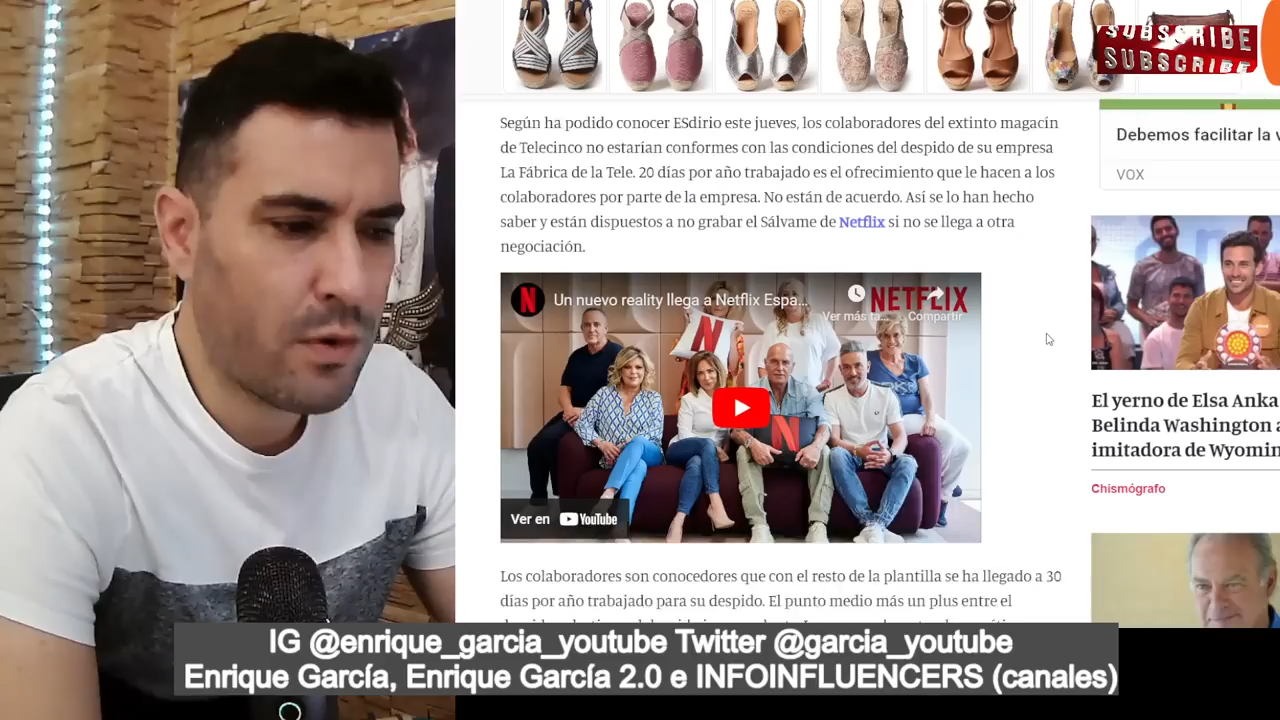 SUBSCRIBE
SUBSCRIBE
Según ha podido conocer ESdirio este jueves, los colaboradores del extinto magacín
de Telecinco no estarían conformes con las condiciones del despido de su empresa
La Fábrica de la Tele. 20 días por año trabajado es el ofrecimiento que le hacen a los
colaboradores por parte de la empresa. No están de acuerdo. Así se lo han hecho
saber y están dispuestos a no grabar el Sálvame de Netflix si no se llega a otra
negociación.
N
Un nuevo reality llega a Netflix Espa...
Ver más ta...
Compartir
NETFLIX
N
N
Ver en YouTube
Los colaboradores son conocedores que con el resto de la plantilla se ha llegado a 30
días por año trabajado para su despido. El punto medio más un plus entre el
Debemos facilitar la v
VOX
El yerno de Elsa Anka
Belinda Washington a
imitadora de Wyomin
Chismógrafo
IG @enrique_garcia_youtube Twitter @garcia_youtube
Enrique García, Enrique García 2.0 e INFOINFLUENCERS (canales)